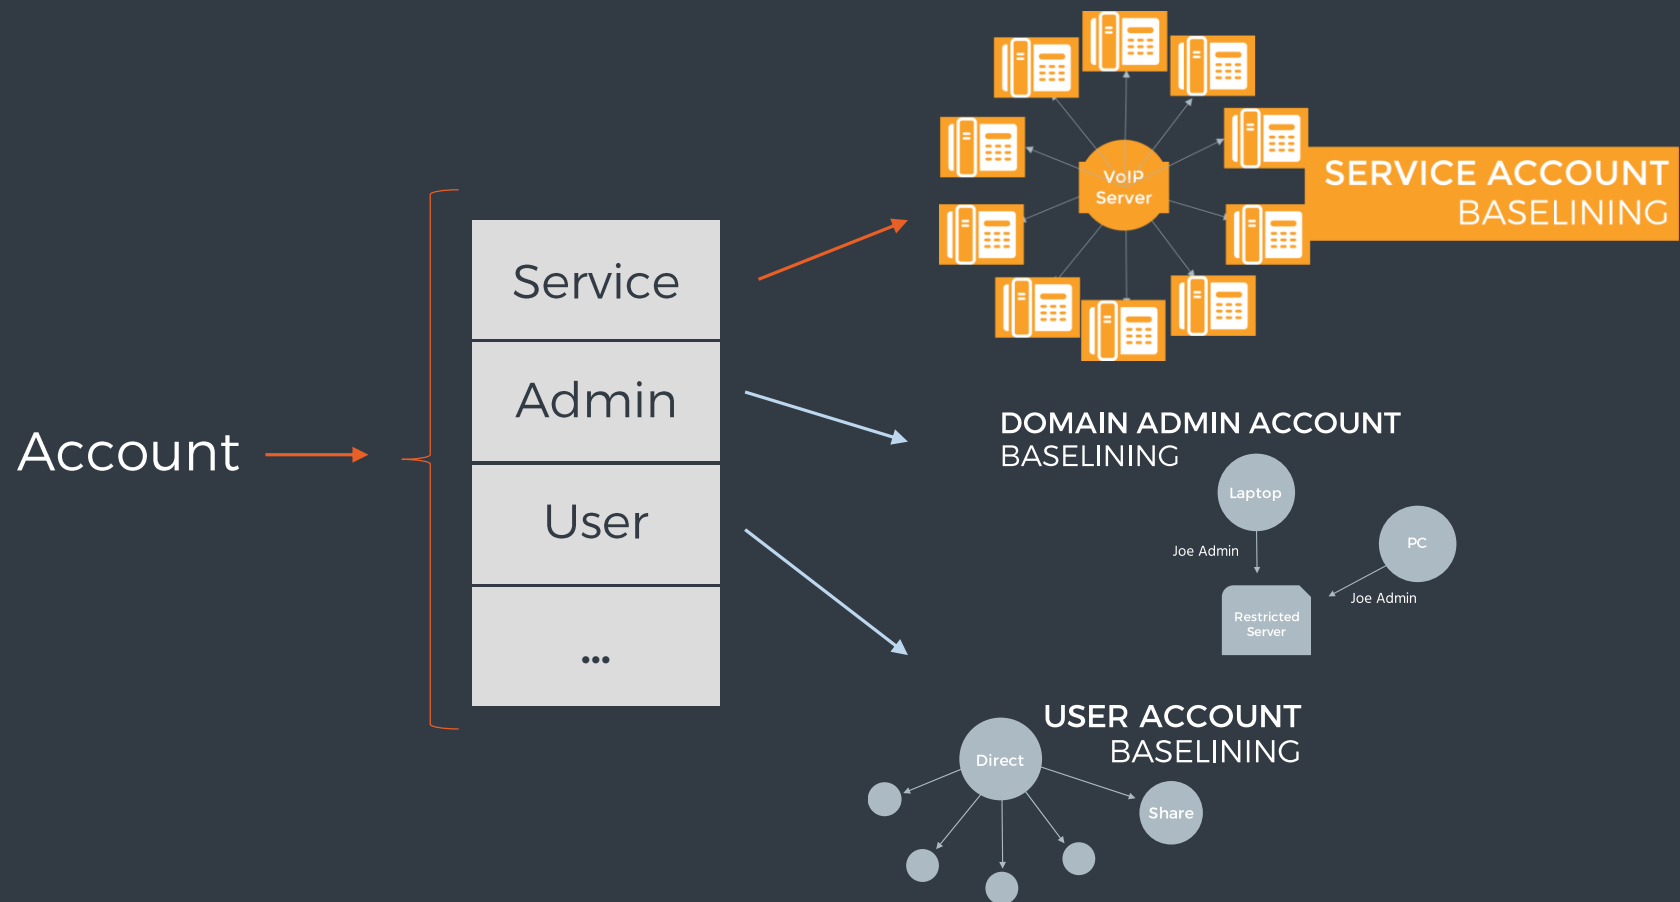 Account
Service
Admin
User
...
VoIP
Server
SERVICE ACCOUNT
BASELINING
DOMAIN ADMIN ACCOUNT
BASELINING
Laptop
PC
Joe Admin
Joe Admin
Restricted
Server
USER ACCOUNT
BASELINING
Direct
Share